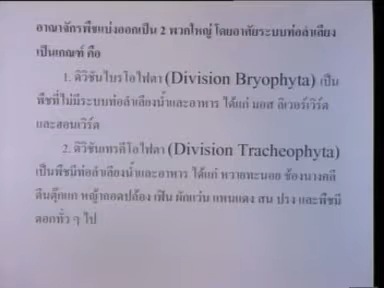 อาณาจักรพืชแบ่งออกเป็น 2 พวกใหญ่ โดยอาศัยระบบท่อลำเลียง
เป็นเกณฑ์ คือ
1. ดิวิชันไบรโอไฟตา (Division Bryophyta) เป็น
พืชที่ไม่มีระบบท่อลำเลียงน้ำและอาหาร ได้แก่ มอส ลิเวอร์เวิร์ต
และฮอนเวิร์ต
2. ดิวิชันเทรคีโอไฟตา (Division Tracheophyta)
เป็นพืชมีท่อลำเลียงน้ำและอาหาร ได้แก่ หวายทะนอย ช้องนางคลี่
ตีนตุ๊กแก หญ้าถอดปล้อง เฟิน ผักแว่น แหนแดง สน ปรง และพืชมี
ดอกทั่ว ๆ ไป